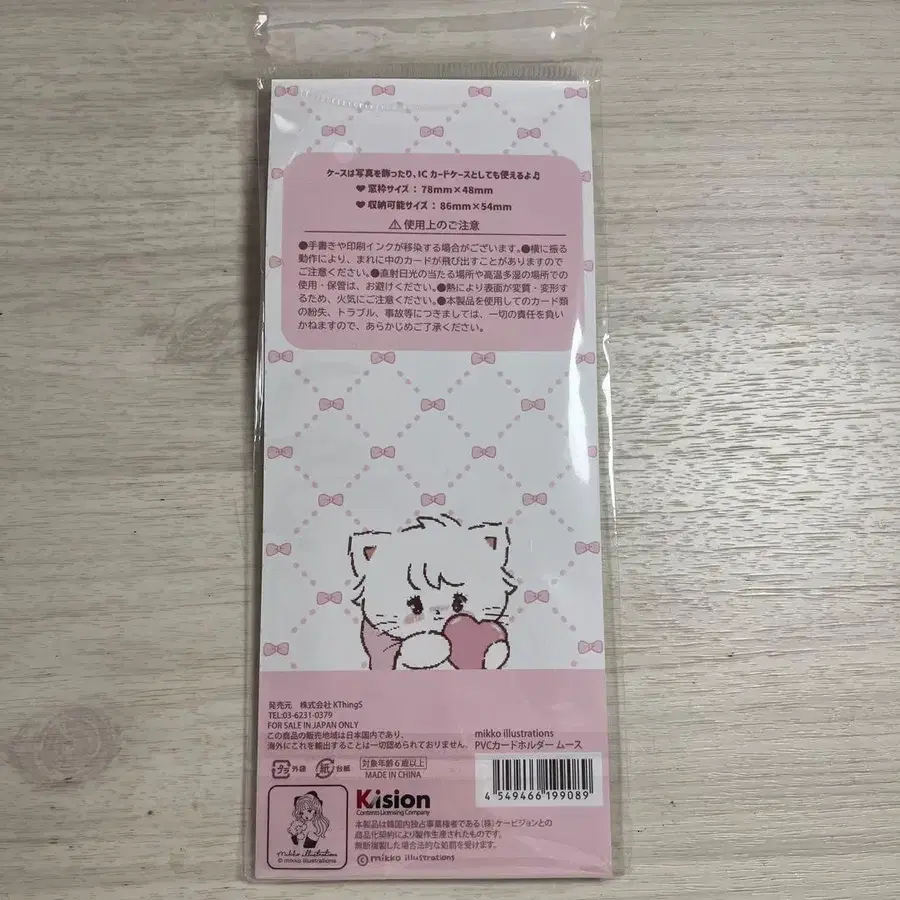 ケースは写真を飾ったり、ICカードケースとしても使えるよ♫
❤ 窓枠サイズ：78mm×48mm
❤ 収納可能サイズ：86mm×54mm
⚠ 使用上のご注意
●手書きや印刷インクが移染する場合がございます。●横に振る
動作により、まれに中のカードが飛び出すことがありますので
ご注意ください。●直射日光の当たる場所や高温多湿の場所での
使用・保管は、お避けください。●熱により表面が変質・変形す
るため、火気にご注意ください。●本製品を使用してのカード類
の紛失、トラブル、事故等につきましては、一切の責任を負い
かねますので、あらかじめご了承ください。
発売元 株式会社 KThingS
TEL:03-6231-0379
FOR SALE IN JAPAN ONLY
この商品の販売地域は日本国内であり、
海外にこれを輸出することは一切認められておりません。
mikko illustrations
PVCカードホルダー ムース
プラ 外袋
紙 台紙
対象年齢6歳以上
MADE IN CHINA
4 549466 199089
Kvision
Contents Licensing Company
本製品は韓国内独占事業権者である(株)ケービジョンとの
商品化契約により製作生産されたものです。
無断複製した場合法的な処罰を受けます。
©mikko illustrations
mikko illustrations
© mikko illustrations